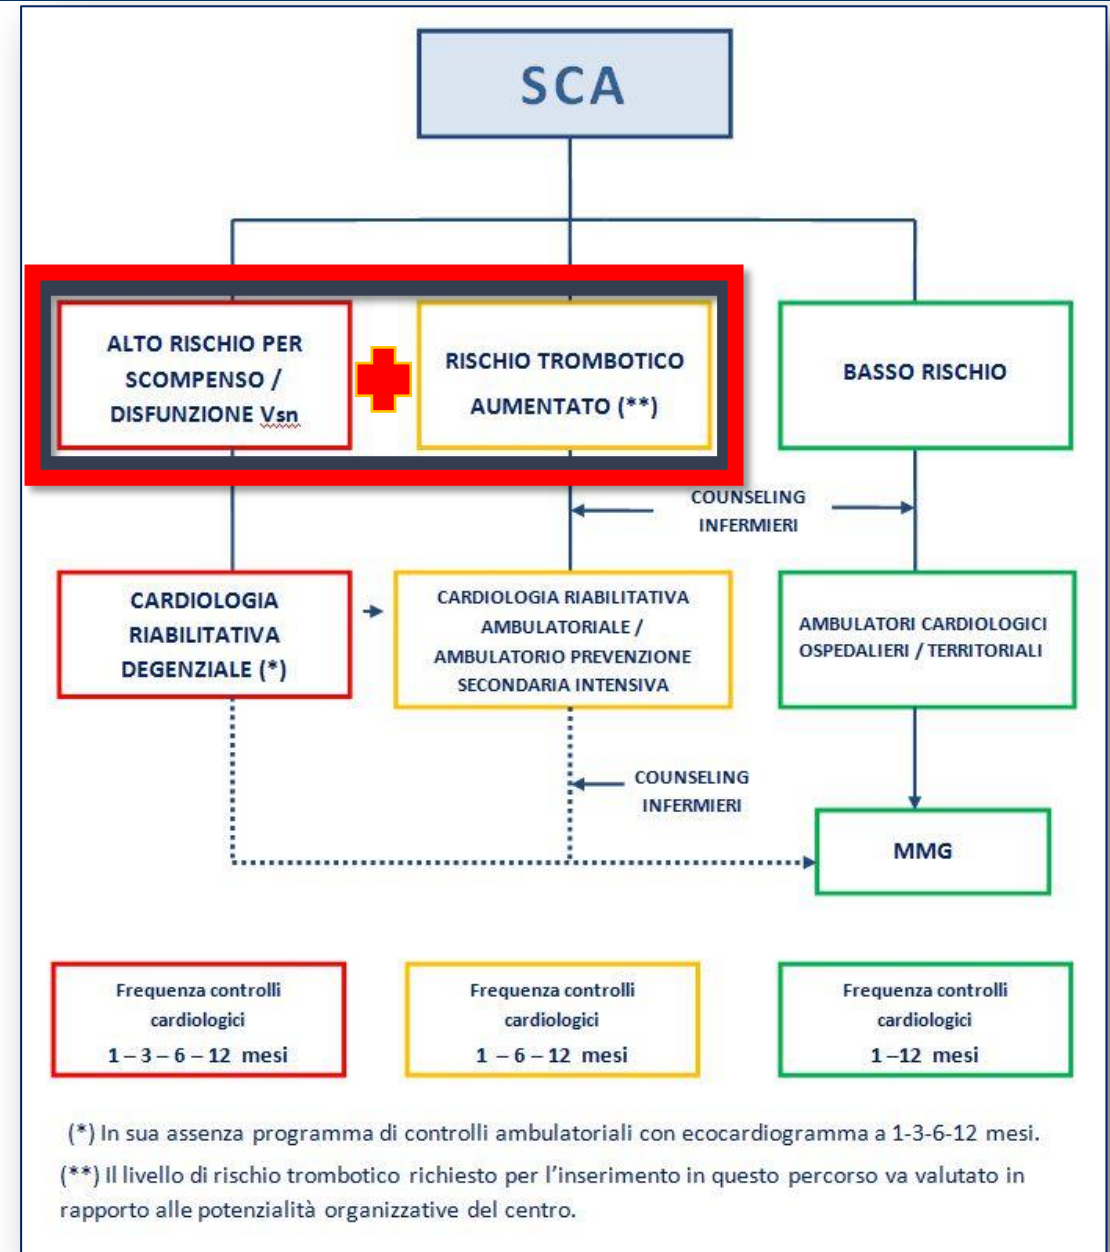 SCA
ALTO RISCHIO PER
SCOMPENSO /
DISFUNZIONE Vsn
RISCHIO TROMBOTICO
AUMENTATO (**)
BASSO RISCHIO
COUNSELING
INFERMIERI
CARDIOLOGIA
RIABILITATIVA
DEGENZIALE (*)
CARDIOLOGIA RIABILITATIVA
AMBULATORIALE /
AMBULATORIO PREVENZIONE
SECONDARIA INTENSIVA
AMBULATORI CARDIOLOGICI
OSPEDALIERI / TERRITORIALI
COUNSELING
INFERMIERI
MMG
Frequenza controlli
cardiologici
1 – 3 – 6 – 12 mesi
Frequenza controlli
cardiologici
1 – 6 – 12 mesi
Frequenza controlli
cardiologici
1 –12 mesi
(*) In sua assenza programma di controlli ambulatoriali con ecocardiogramma a 1-3-6-12 mesi.
(**) Il livello di rischio trombotico richiesto per l'inserimento in questo percorso va valutato in
rapporto alle potenzialità organizzative del centro.